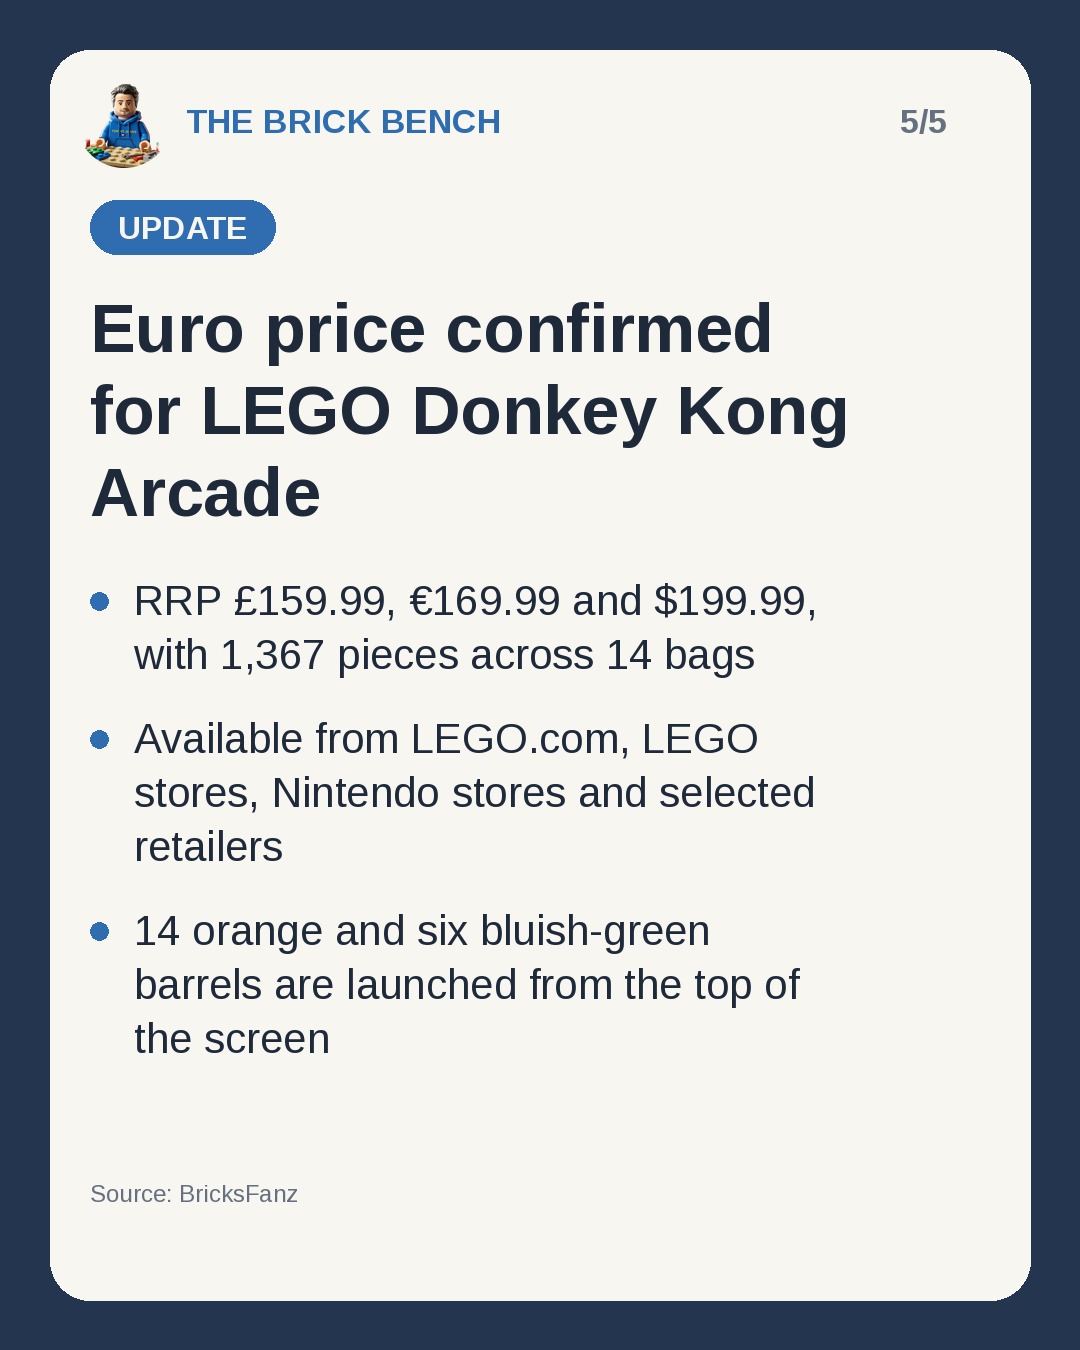 THE BRICK BENCH
5/5
UPDATE
Euro price confirmed
for LEGO Donkey Kong
Arcade
RRP £159.99, €169.99 and $199.99,
with 1,367 pieces across 14 bags
Available from LEGO.com, LEGO
stores, Nintendo stores and selected
retailers
14 orange and six bluish-green
barrels are launched from the top of
the screen
Source: BricksFanz